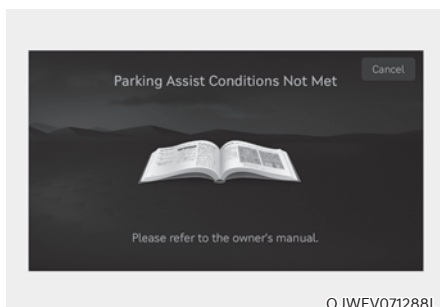 Cancel
Parking Assist Conditions Not Met
Please refer to the owner's manual.
OJWEV071288L